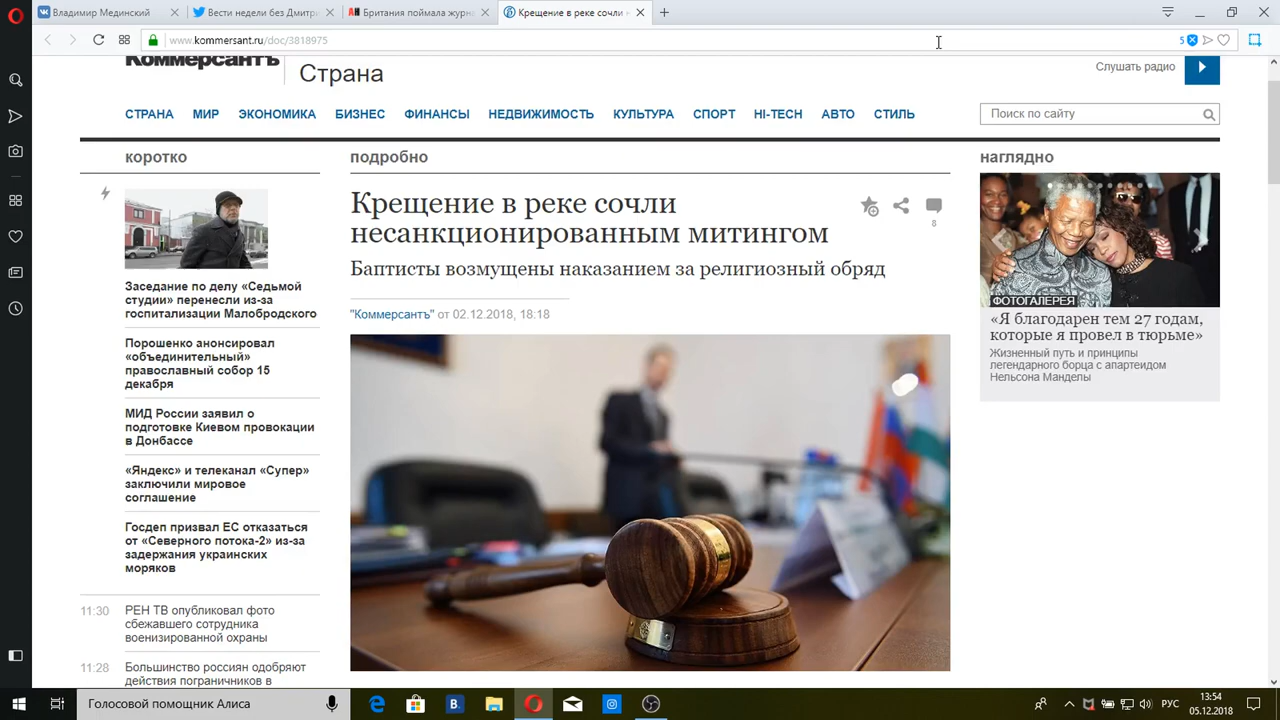 Владимир Мединский
Вести недели без Дмитри
Британия поймала журна
Крещение в реке сочли н
www.kommersant.ru/doc/3818975
5
Коммерсантъ
Страна
Слушать радио
СТРАНА МИР ЭКОНОМИКА БИЗНЕС ФИНАНСЫ НЕДВИЖИМОСТЬ КУЛЬТУРА СПОРТ HI-TECH АВТО СТИЛЬ
Поиск по сайту
коротко
Заседание по делу «Седьмой
студии» перенесли из-за
госпитализации Малобродского
Порошенко анонсировал
«объединительный»
православный собор 15
декабря
МИД России заявил о
подготовке Киевом провокации
в Донбассе
«Яндекс» и телеканал «Супер»
заключили мировое
соглашение
Госдеп призвал ЕС отказаться
от «Северного потока-2» из-за
задержания украинских
моряков
11:30 РЕН ТВ опубликовал фото
сбежавшего сотрудника
военизированной охраны
11:28 Большинство россиян одобряют
действия пограничников в
подробно
Крещение в реке сочли
несанкционированным митингом
8
Баптисты возмущены наказанием за религиозный обряд
"Коммерсантъ" от 02.12.2018, 18:18
наглядно
ФОТОГАЛЕРЕЯ
«Я благодарен тем 27 годам,
которые я провел в тюрьме»
Жизненный путь и принципы
легендарного борца с апартеидом
Нельсона Манделы
Голосовой помощник Алиса
B.
РУС
13:54
05.12.2018